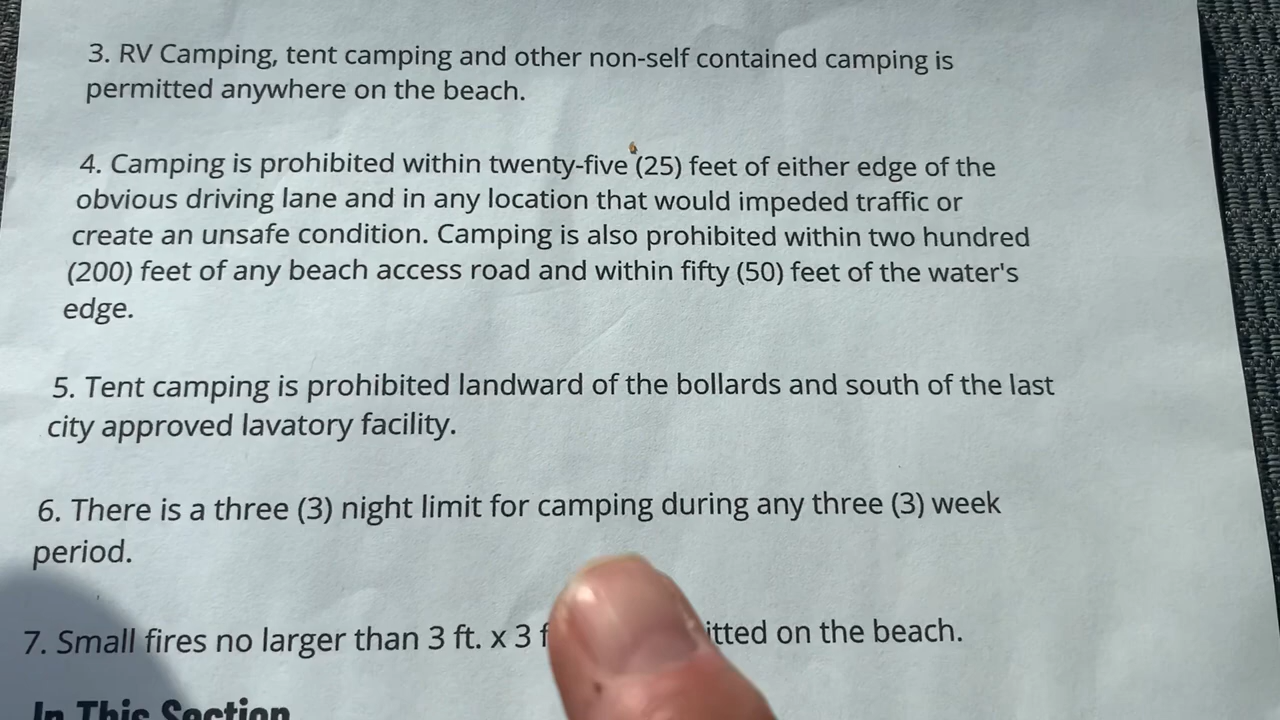 3. RV Camping, tent camping and other non-self contained camping is
permitted anywhere on the beach.
4. Camping is prohibited within twenty-five (25) feet of either edge of the
obvious driving lane and in any location that would impeded traffic or
create an unsafe condition. Camping is also prohibited within two hundred
(200) feet of any beach access road and within fifty (50) feet of the water's
edge.
5. Tent camping is prohibited landward of the bollards and south of the last
city approved lavatory facility.
6. There is a three (3) night limit for camping during any three (3) week
period.
7. Small fires no larger than 3 ft. x 3 f itted on the beach.
In This Section